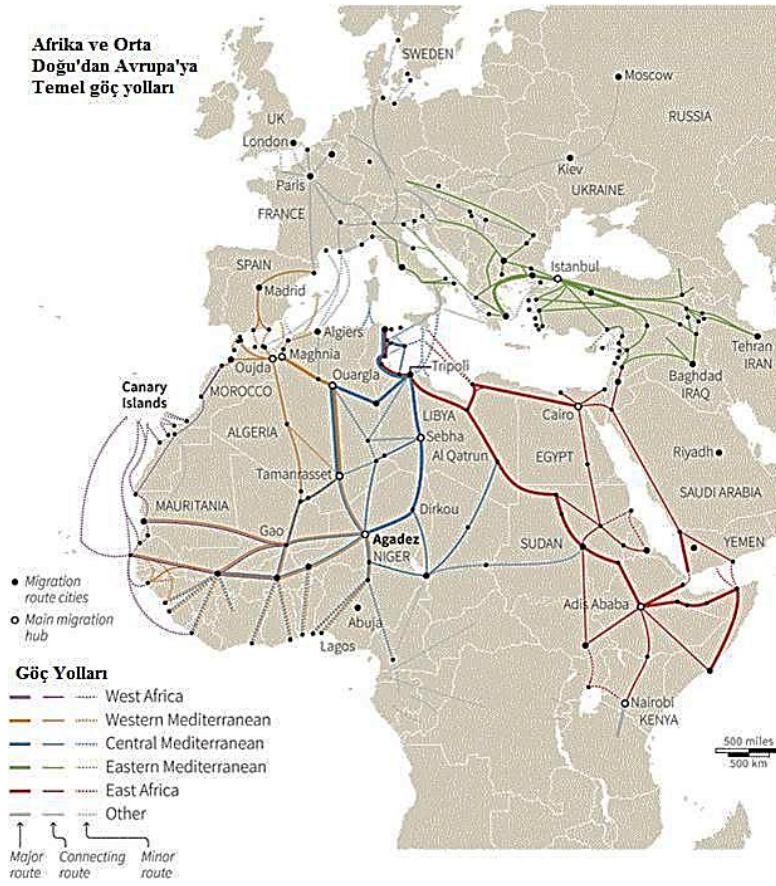 Afrika ve Orta
Doğu'dan Avrupa'ya
Temel göç yolları
SWEDEN
Moscow
RUSSIA
UK
London
Kiev
UKRAINE
Paris
FRANCE
SPAIN
Madrid
Istanbul
Algiers
Maghnia
Oujda
Ouargla
Tripoli
Tehran
IRAN
Baghdad
IRAQ
Canary
Islands
MOROCCO
ALGERIA
LIBYA
Sebha
Al Qatrun
Cairo
EGYPT
Riyadh
SAUDI ARABIA
Tamanrasset
MAURITANIA
Dirkou
Gao
Agadez
NIGER
SUDAN
YEMEN
Migration
route cities
Main migration
hub
Abuja
Lagos
Adis Ababa
Nairobi
KENYA
Göç Yolları
West Africa
Western Mediterranean
Central Mediterranean
Eastern Mediterranean
East Africa
Other
500 miles
500 km
Major
route
Connecting
route
Minor
route